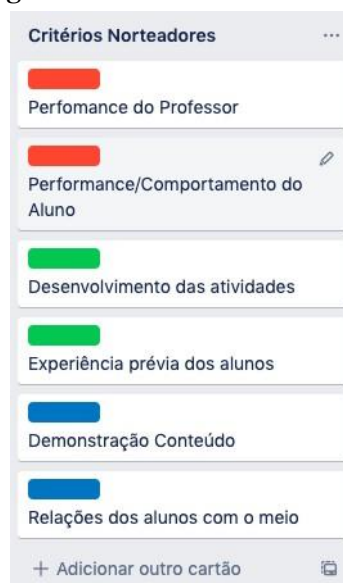 Critérios Norteadores
Perfomance do Professor
Performance/Comportamento do
Aluno
Desenvolvimento das atividades
Experiência prévia dos alunos
Demonstração Conteúdo
Relações dos alunos com o meio
+ Adicionar outro cartão